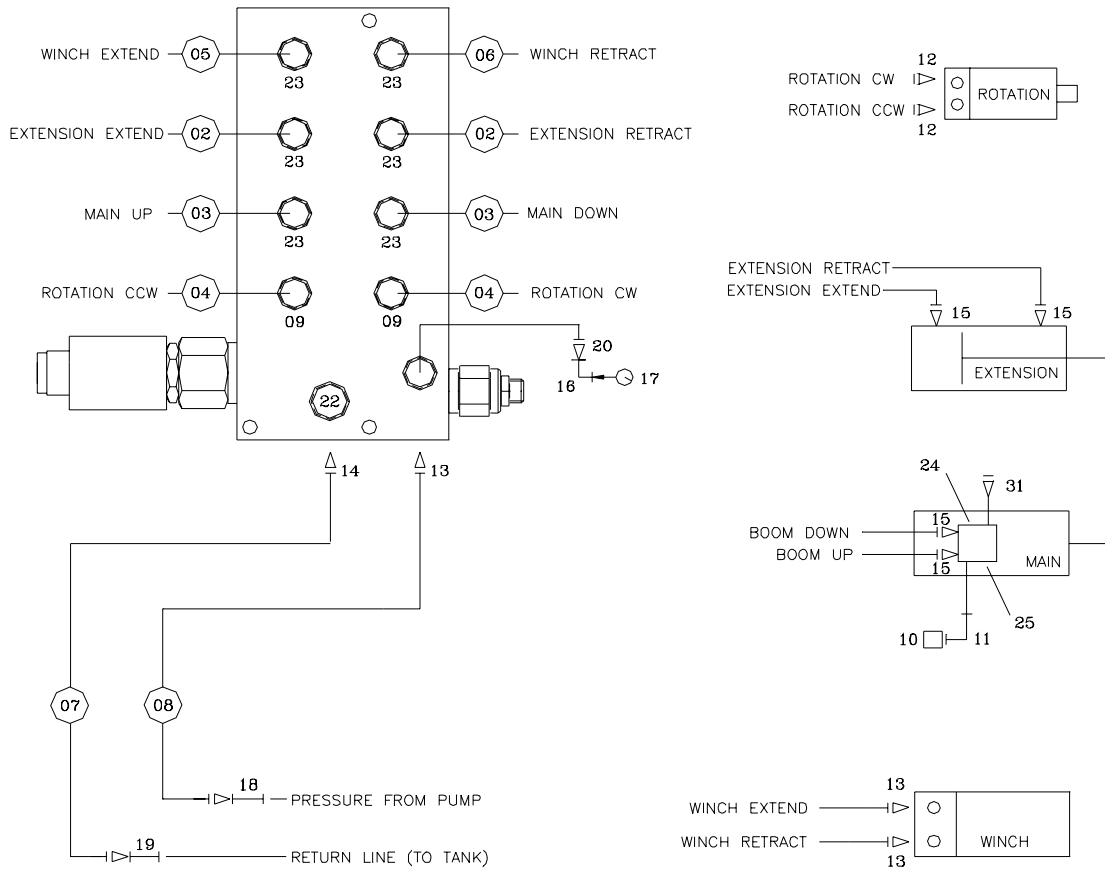 WINCH EXTEND 05 23 23 06 WINCH RETRACT
EXTENSION EXTEND 02 23 23 02 EXTENSION RETRACT
MAIN UP 03 23 23 03 MAIN DOWN
ROTATION CCW 04 09 09 04 ROTATION CW
20
16 17
22
14 13
07 08
18 PRESSURE FROM PUMP
19 RETURN LINE (TO TANK)
12
ROTATION CW
ROTATION CCW
12
ROTATION
EXTENSION RETRACT
EXTENSION EXTEND
15 15
EXTENSION
24
31
BOOM DOWN 15
BOOM UP 15
MAIN
25
10 11
13
WINCH EXTEND
WINCH RETRACT
13
WINCH